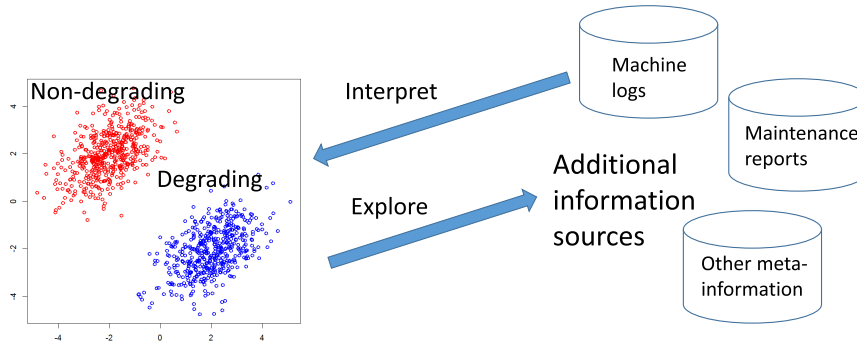 Non-degrading
Degrading
4
2
0
-2
-4
-4
-2
0
2
4
Interpret
Explore
Additional
information
sources
Machine
logs
Maintenance
reports
Other meta-
information